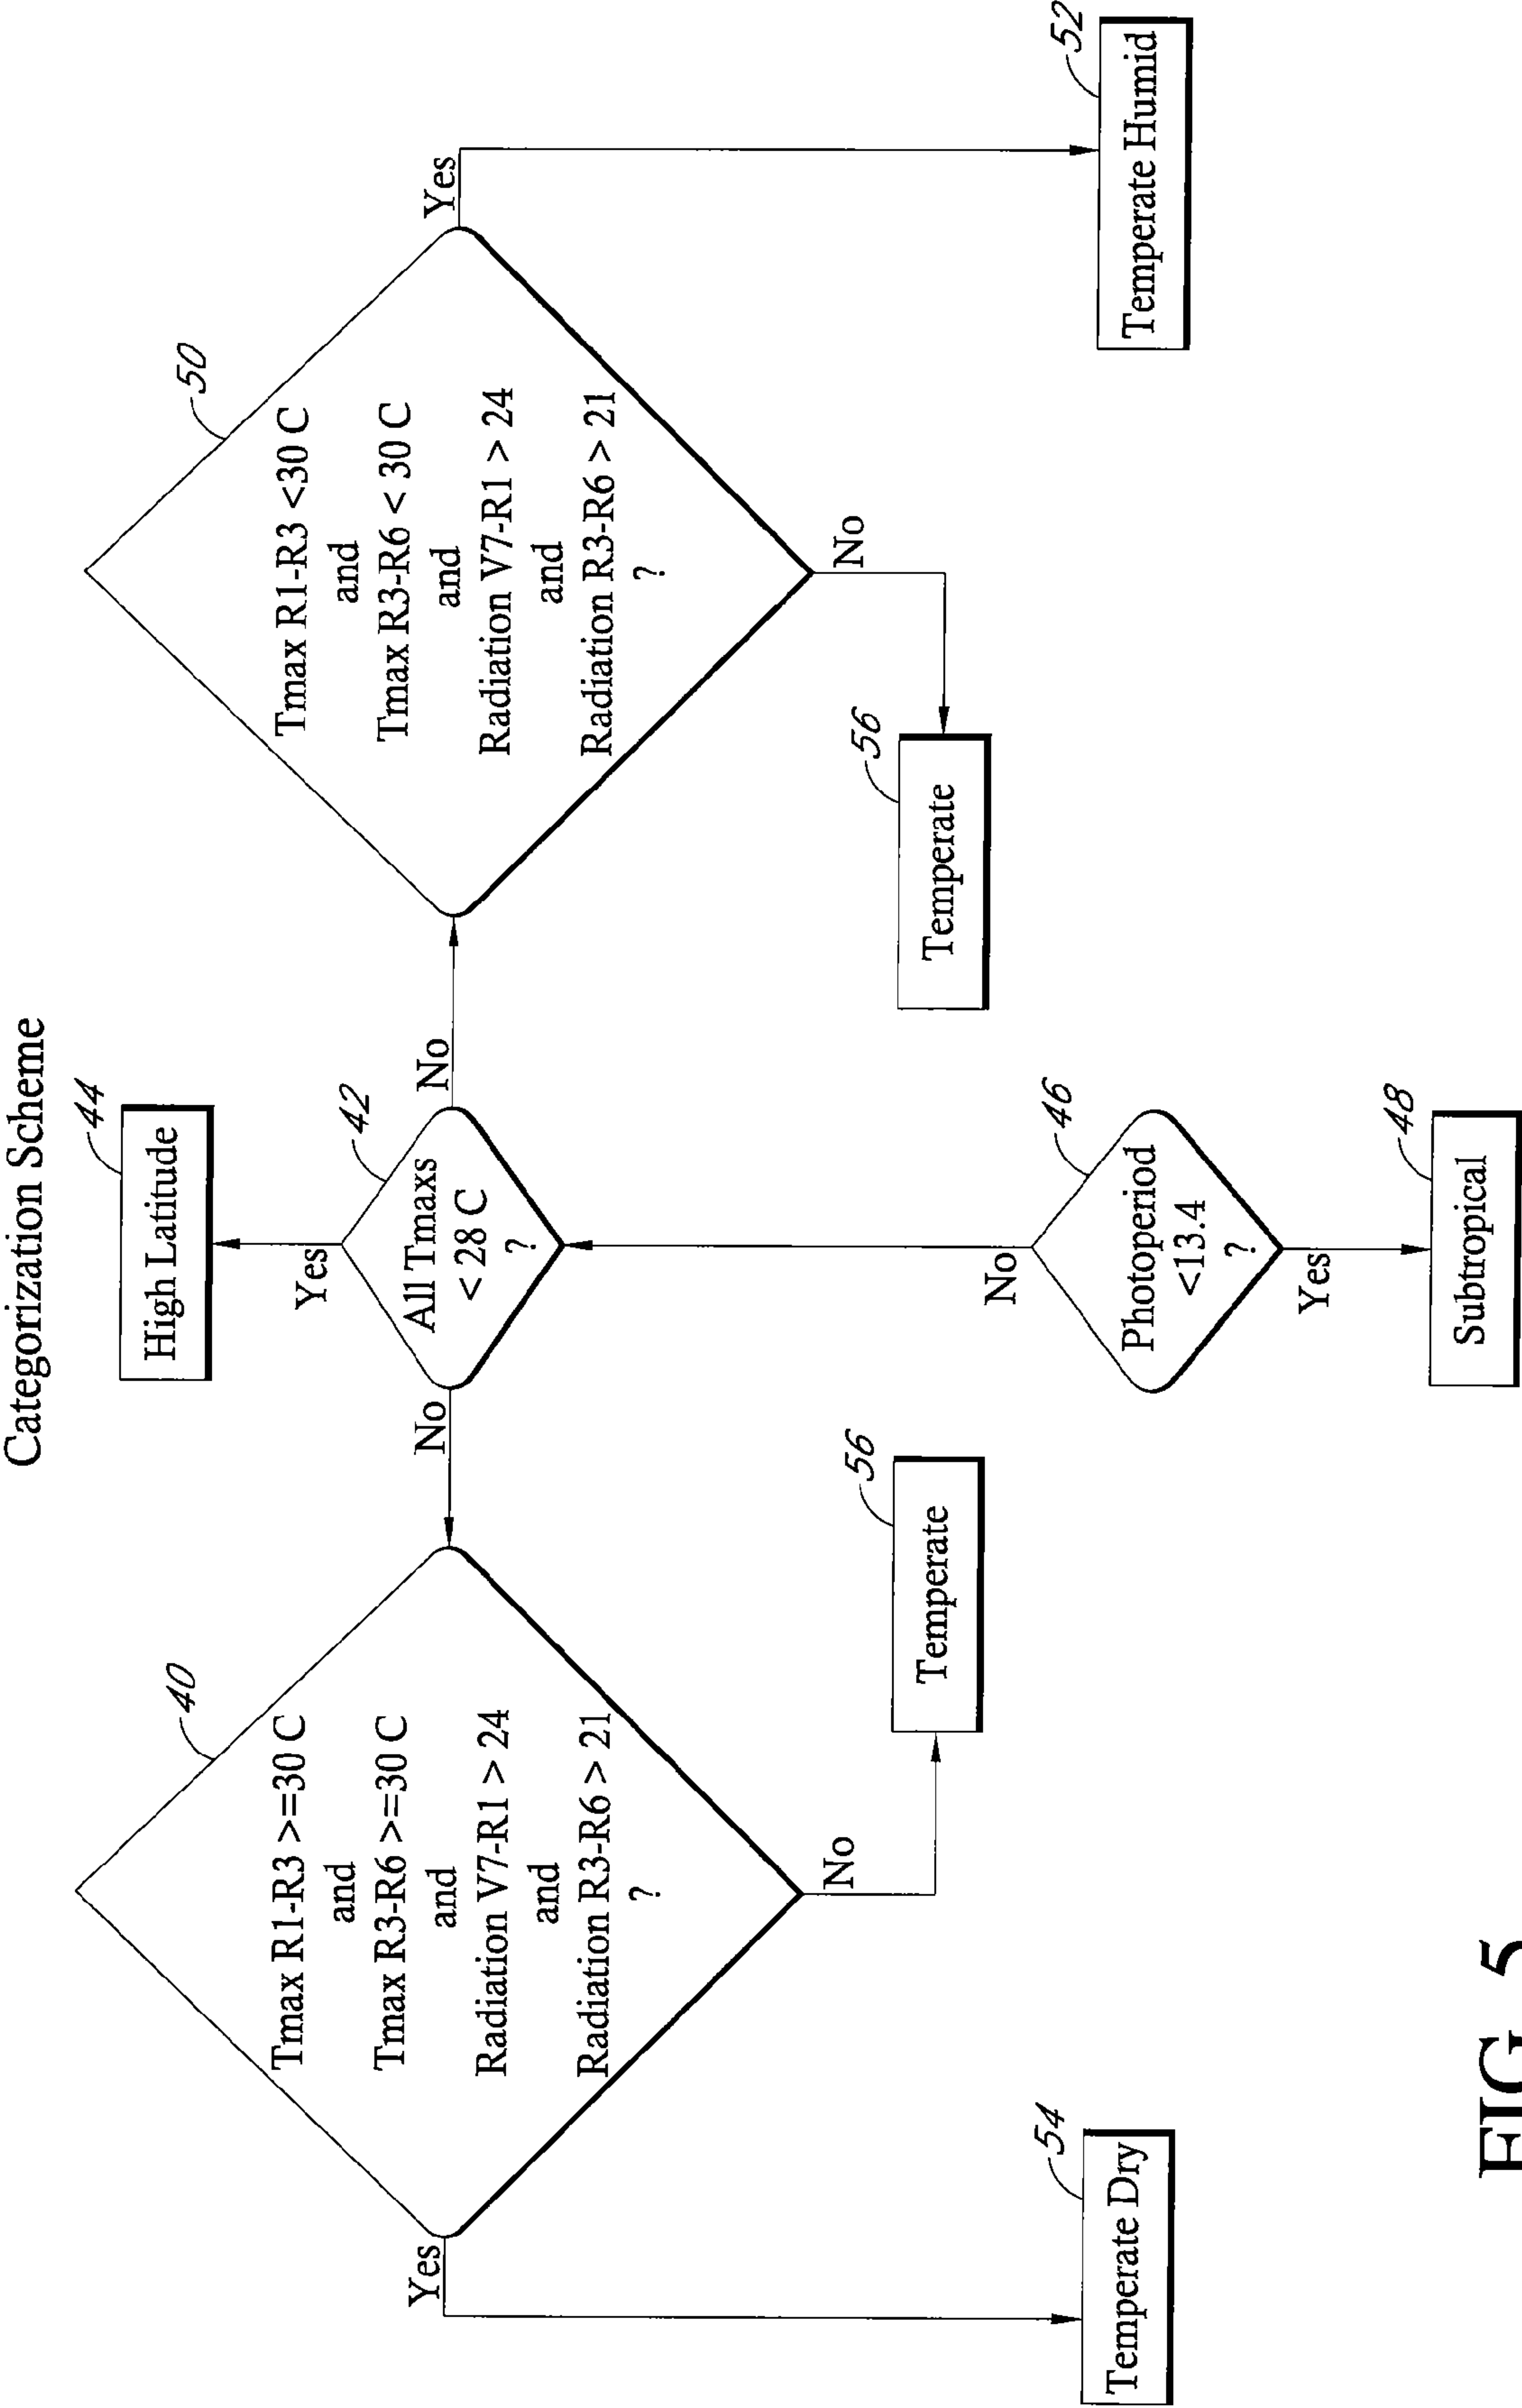 Categorization Scheme
44
High Latitude
Yes
42
All Tmaxs
< 28 C
?
No
No
40
Tmax R1-R3 >=30 C
and
Tmax R3-R6 >=30 C
and
Radiation V7-R1 > 24
and
Radiation R3-R6 > 21
?
Yes
No
56
Temperate
54
Temperate Dry
50
Tmax R1-R3 <30 C
and
Tmax R3-R6 < 30 C
and
Radiation V7-R1 > 24
and
Radiation R3-R6 > 21
?
Yes
No
56
Temperate
52
Temperate Humid
No
46
Photoperiod
<13.4
?
Yes
48
Subtropical
FIG. 5